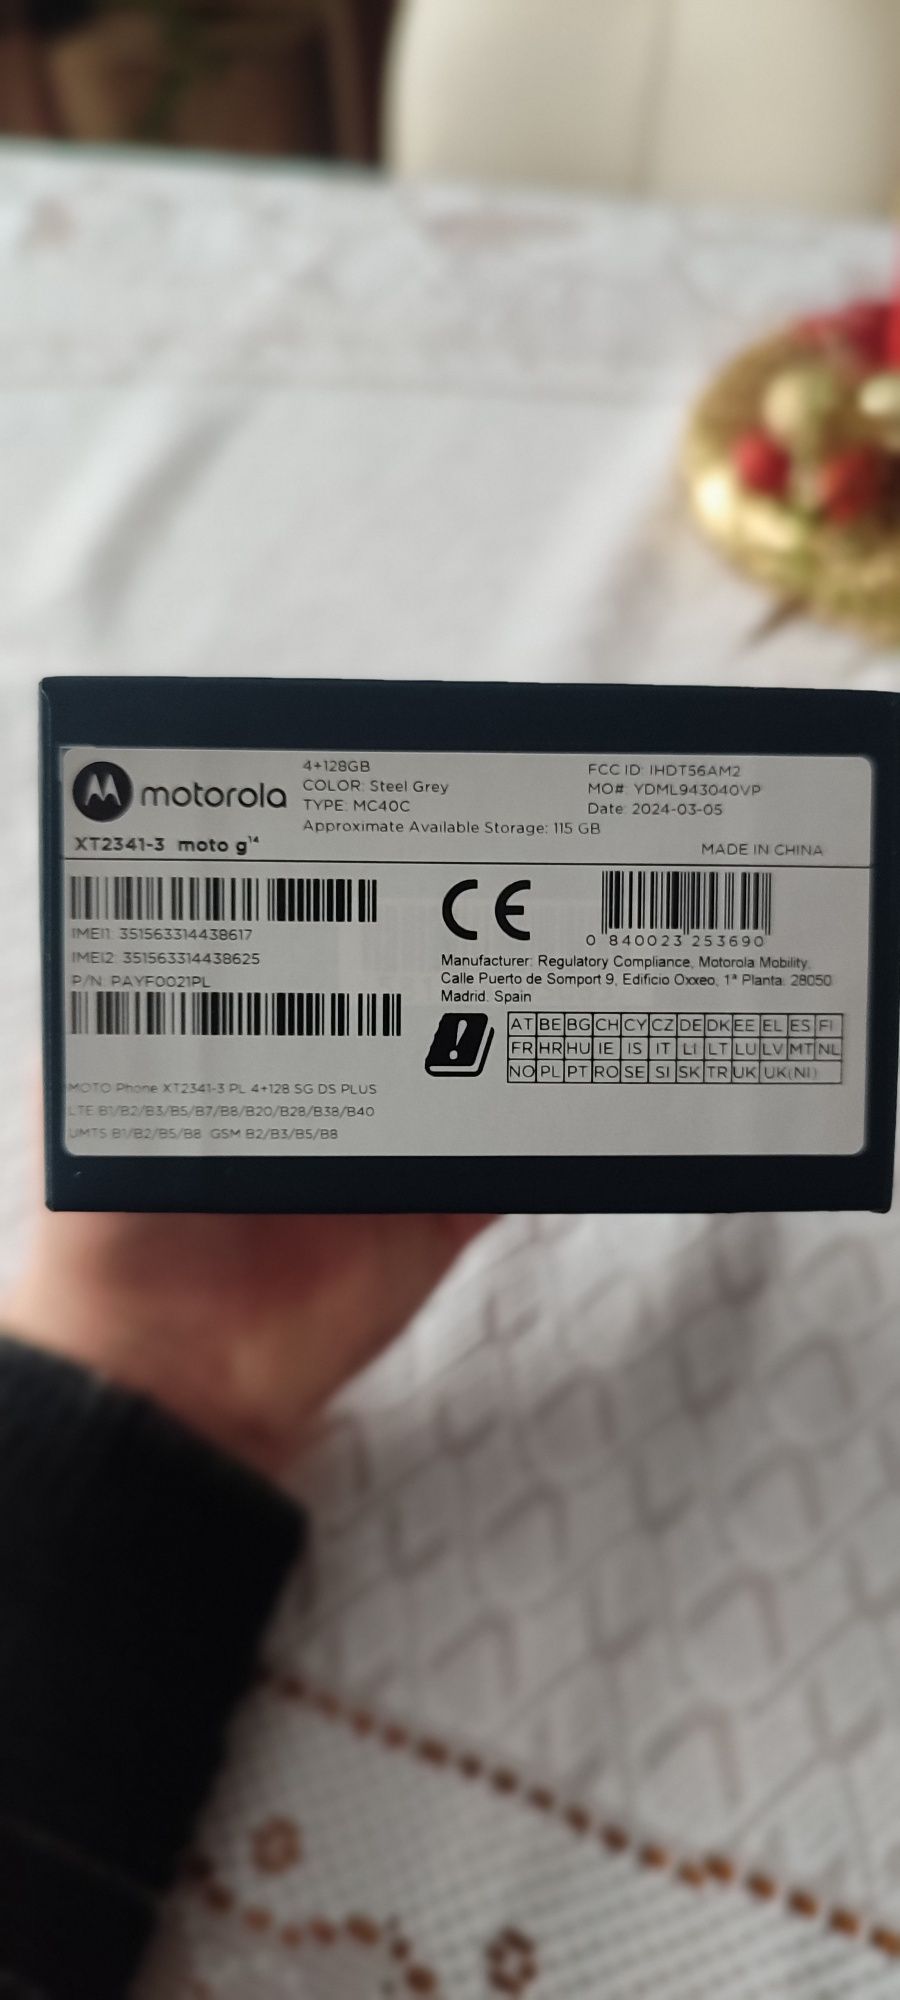 motorola
XT2341-3 moto g14
4+128GB
COLOR: Steel Grey
TYPE: MC40C
Approximate Available Storage: 115 GB
FCC ID: IHDT56AM2
MO#: YDML943040VP
Date: 2024-03-05
MADE IN CHINA
IMEI1: 351563314438617
IMEI2: 351563314438625
P/N: PAYF0021PL
MOTO Phone XT2341-3 PL 4+128 SG DS PLUS
LTE B1/B2/B3/B5/B7/B8/B20/B28/B38/B40
UMTS B1/B2/B5/B8 GSM B2/B3/B5/B8
CE
0 840023 253690
Manufacturer: Regulatory Compliance, Motorola Mobility,
Calle Puerto de Somport 9, Edificio Oxxeo, 1ª Planta. 28050
Madrid. Spain
!
AT BE BG CH CY CZ DE DK EE EL ES FI
FR HR HU IE IS IT LI LT LU LV MT NL
NO PL PT RO SE SI SK TR UK UK(NI)